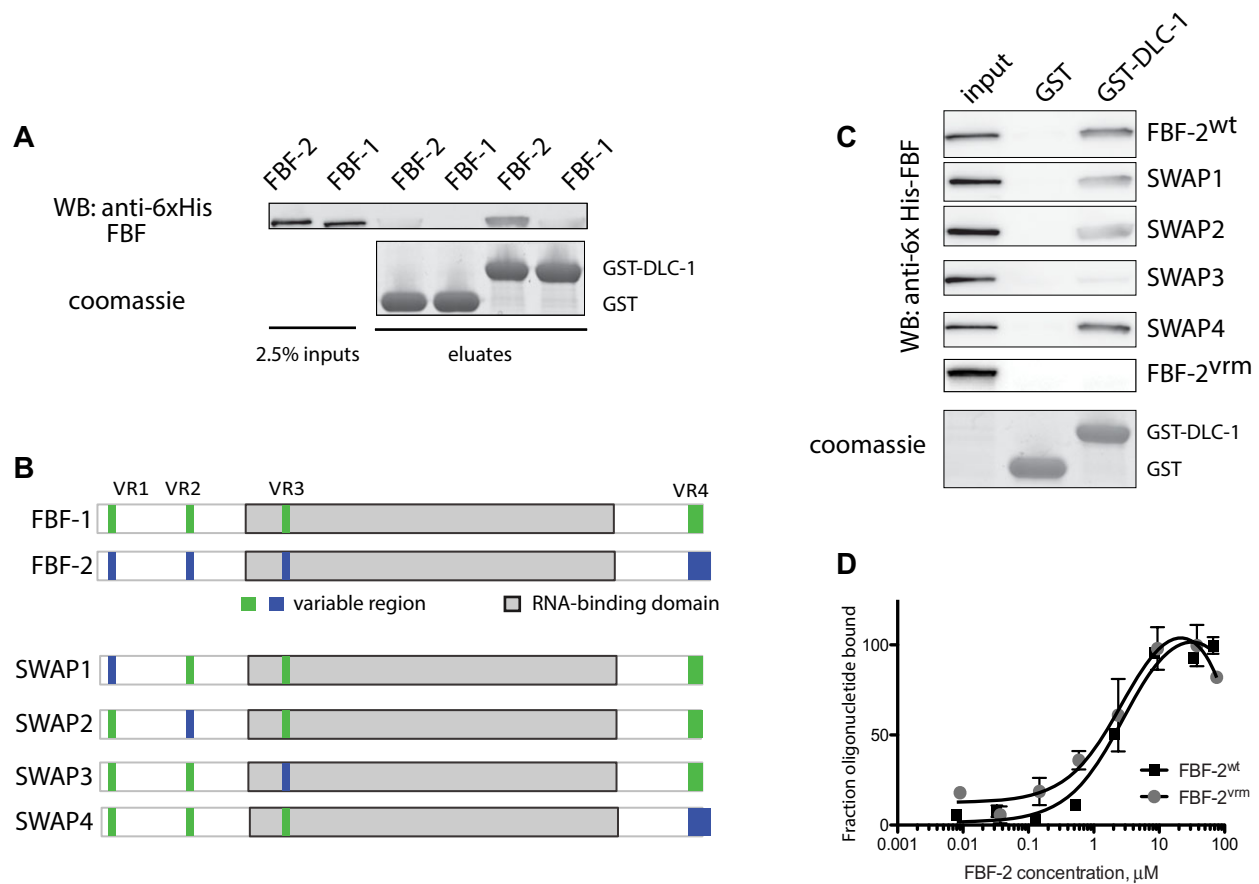 A
FBF-2 FBF-1 FBF-2 FBF-1 FBF-2 FBF-1
WB: anti-6xHis
FBF
coomassie
GST-DLC-1
GST
2.5% inputs
eluates
B
VR1 VR2 VR3 VR4
FBF-1
FBF-2
variable region
RNA-binding domain
SWAP1
SWAP2
SWAP3
SWAP4
C
input GST GST-DLC-1
WB: anti-6x His-FBF
FBF-2wt
SWAP1
SWAP2
SWAP3
SWAP4
FBF-2vrm
coomassie
GST-DLC-1
GST
D
Fraction oligonucletide bound
100
50
0
0.001 0.01 0.1 1 10 100
FBF-2 concentration, μM
FBF-2wt
FBF-2vrm